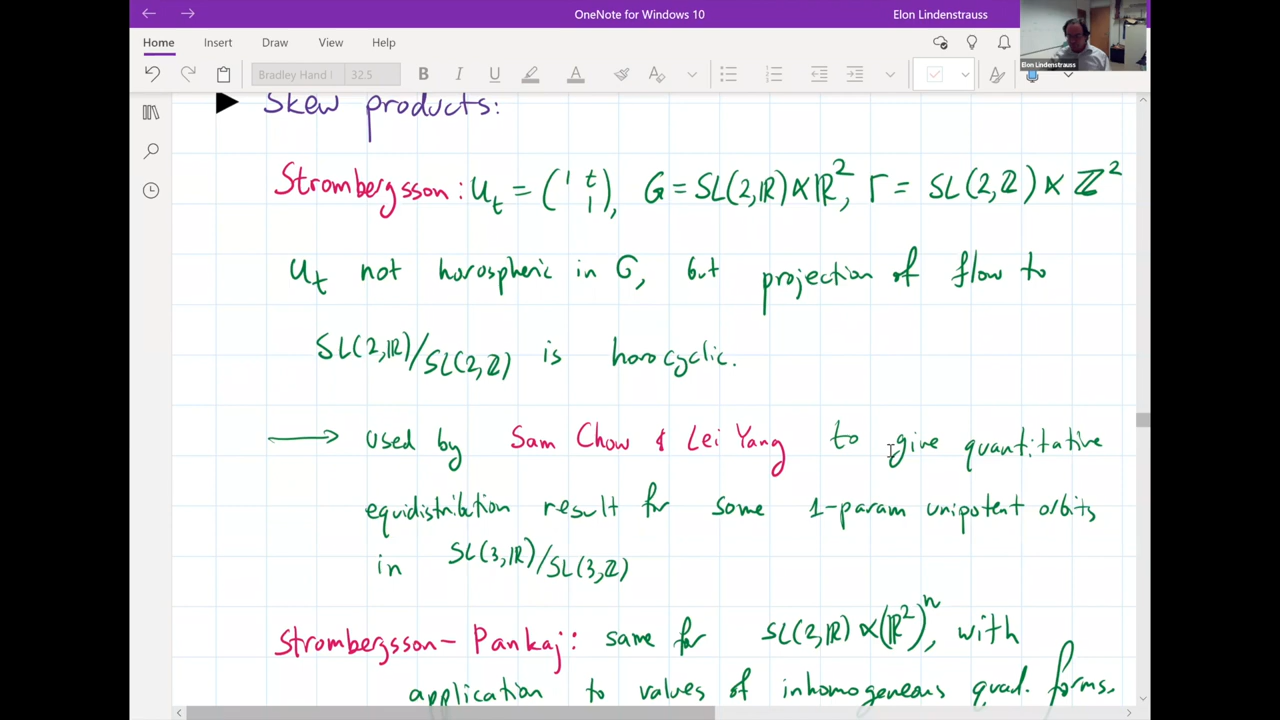 OneNote for Windows 10
Elon Lindenstrauss
Elon Lindenstrauss
Home Insert Draw View Help
B I U A
Skew products:
Strombergsson: u_t = (1 t
1), G = SL(2,ℝ)⋉ℝ², Γ = SL(2,ℤ)⋉ℤ²
u_t not horospheric in G, but projection of flow to
SL(2,ℝ)/SL(2,ℤ) is horocyclic.
⟶ used by Sam Chow & Lei Yang to give quantitative
equidistribution result for some 1-param unipotent orbits
in SL(3,ℝ)/SL(3,ℤ)
Strombergsson- Pankaj: same for SL(2,ℝ)⋉(ℝ²)ⁿ, with
application to values of inhomogeneous quad. forms.